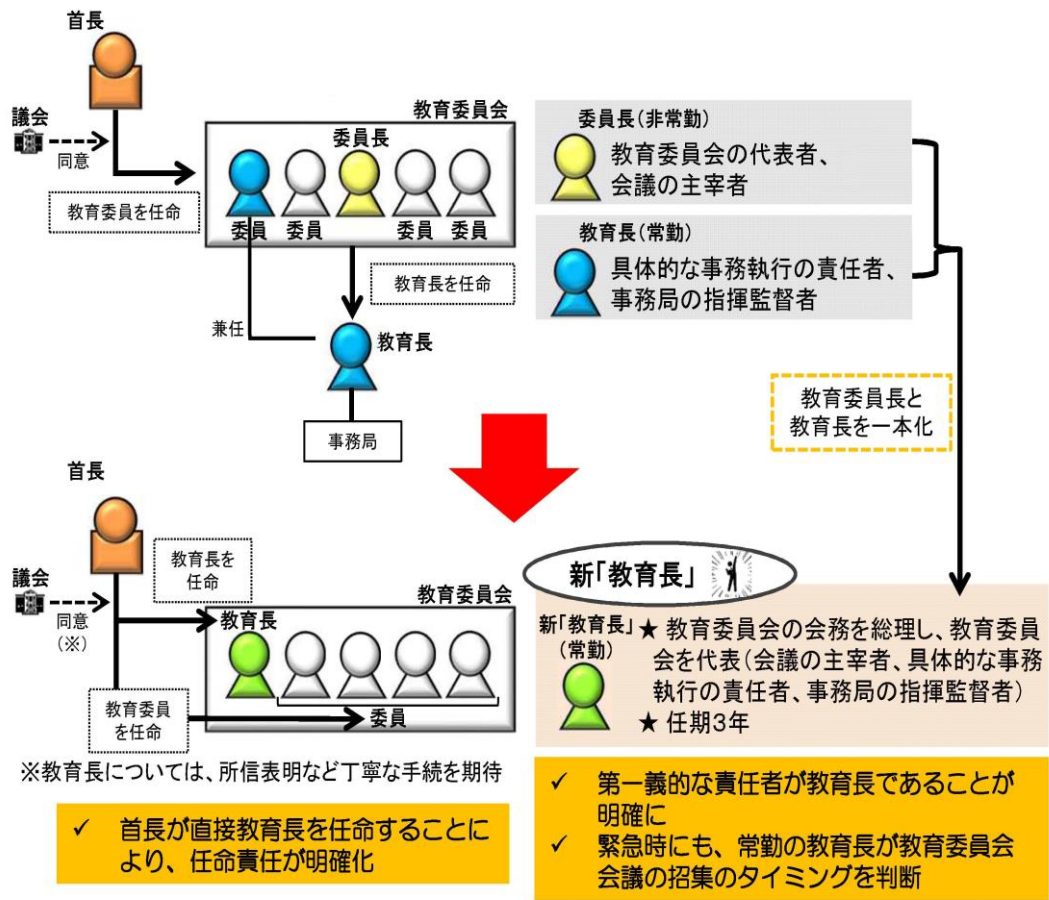 首長
議会
同意
教育委員を任命
教育委員会
委員長
委員
委員
委員
委員
教育長を任命
兼任
教育長
事務局
委員長(非常勤)
教育委員会の代表者、
会議の主宰者
教育長(常勤)
具体的な事務執行の責任者、
事務局の指揮監督者
教育委員長と
教育長を一本化
首長
議会
同意
(※)
教育長を
任命
教育委員
を任命
教育委員会
教育長
委員
※教育長については、所信表明など丁寧な手続を期待
✓ 首長が直接教育長を任命することに
より、任命責任が明確化
新「教育長」
新「教育長」
(常勤)
★ 教育委員会の会務を総理し、教育委員
会を代表(会議の主宰者、具体的な事務
執行の責任者、事務局の指揮監督者)
★ 任期3年
✓ 第一義的な責任者が教育長であることが
明確に
✓ 緊急時にも、常勤の教育長が教育委員会
会議の招集のタイミングを判断